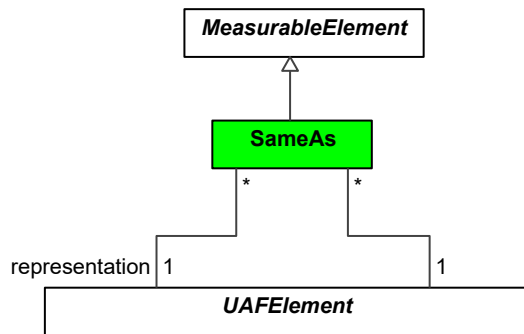 MeasurableElement
SameAs
* *
representation 1 1
UAFElement